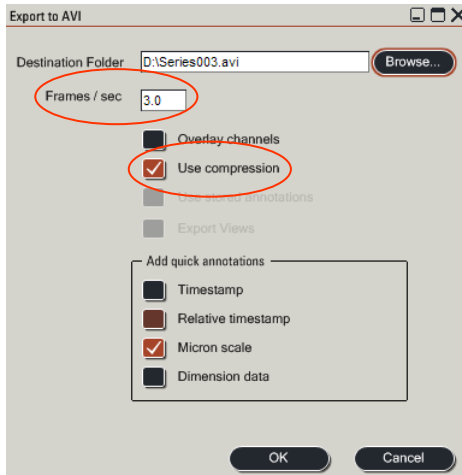 Export to AVI
Destination Folder D:\Series003.avi Browse...
Frames / sec 3.0
Overlay channels
Use compression
Use stored annotations
Export Views
Add quick annotations
Timestamp
Relative timestamp
Micron scale
Dimension data
OK Cancel